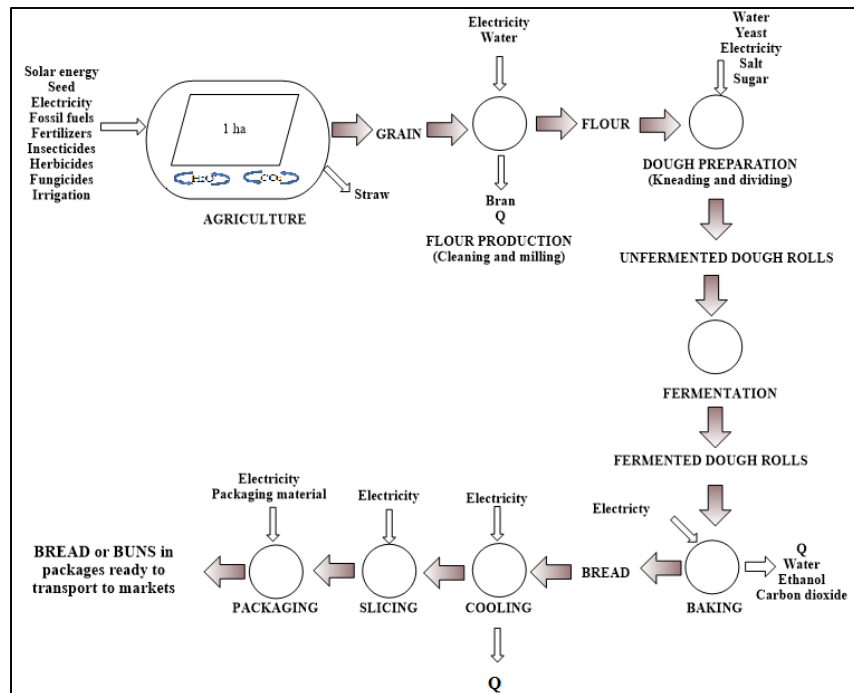 Solar energy
Seed
Electricity
Fossil fuels
Fertilizers
Insecticides
Herbicides
Fungicides
Irrigation
1 ha
H₂O
CO₂
AGRICULTURE
Straw
GRAIN
Electricity
Water
Bran
Q
FLOUR PRODUCTION
(Cleaning and milling)
FLOUR
Water
Yeast
Electricity
Salt
Sugar
DOUGH PREPARATION
(Kneading and dividing)
UNFERMENTED DOUGH ROLLS
FERMENTATION
FERMENTED DOUGH ROLLS
Electricty
Q
Water
Ethanol
Carbon dioxide
BAKING
BREAD
Electricity
COOLING
Q
Electricity
SLICING
Electricity
Packaging material
PACKAGING
BREAD or BUNS in
packages ready to
transport to markets